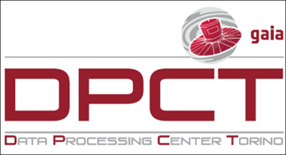 gaia
DPCT
DATA PROCESSING CENTER TORINO